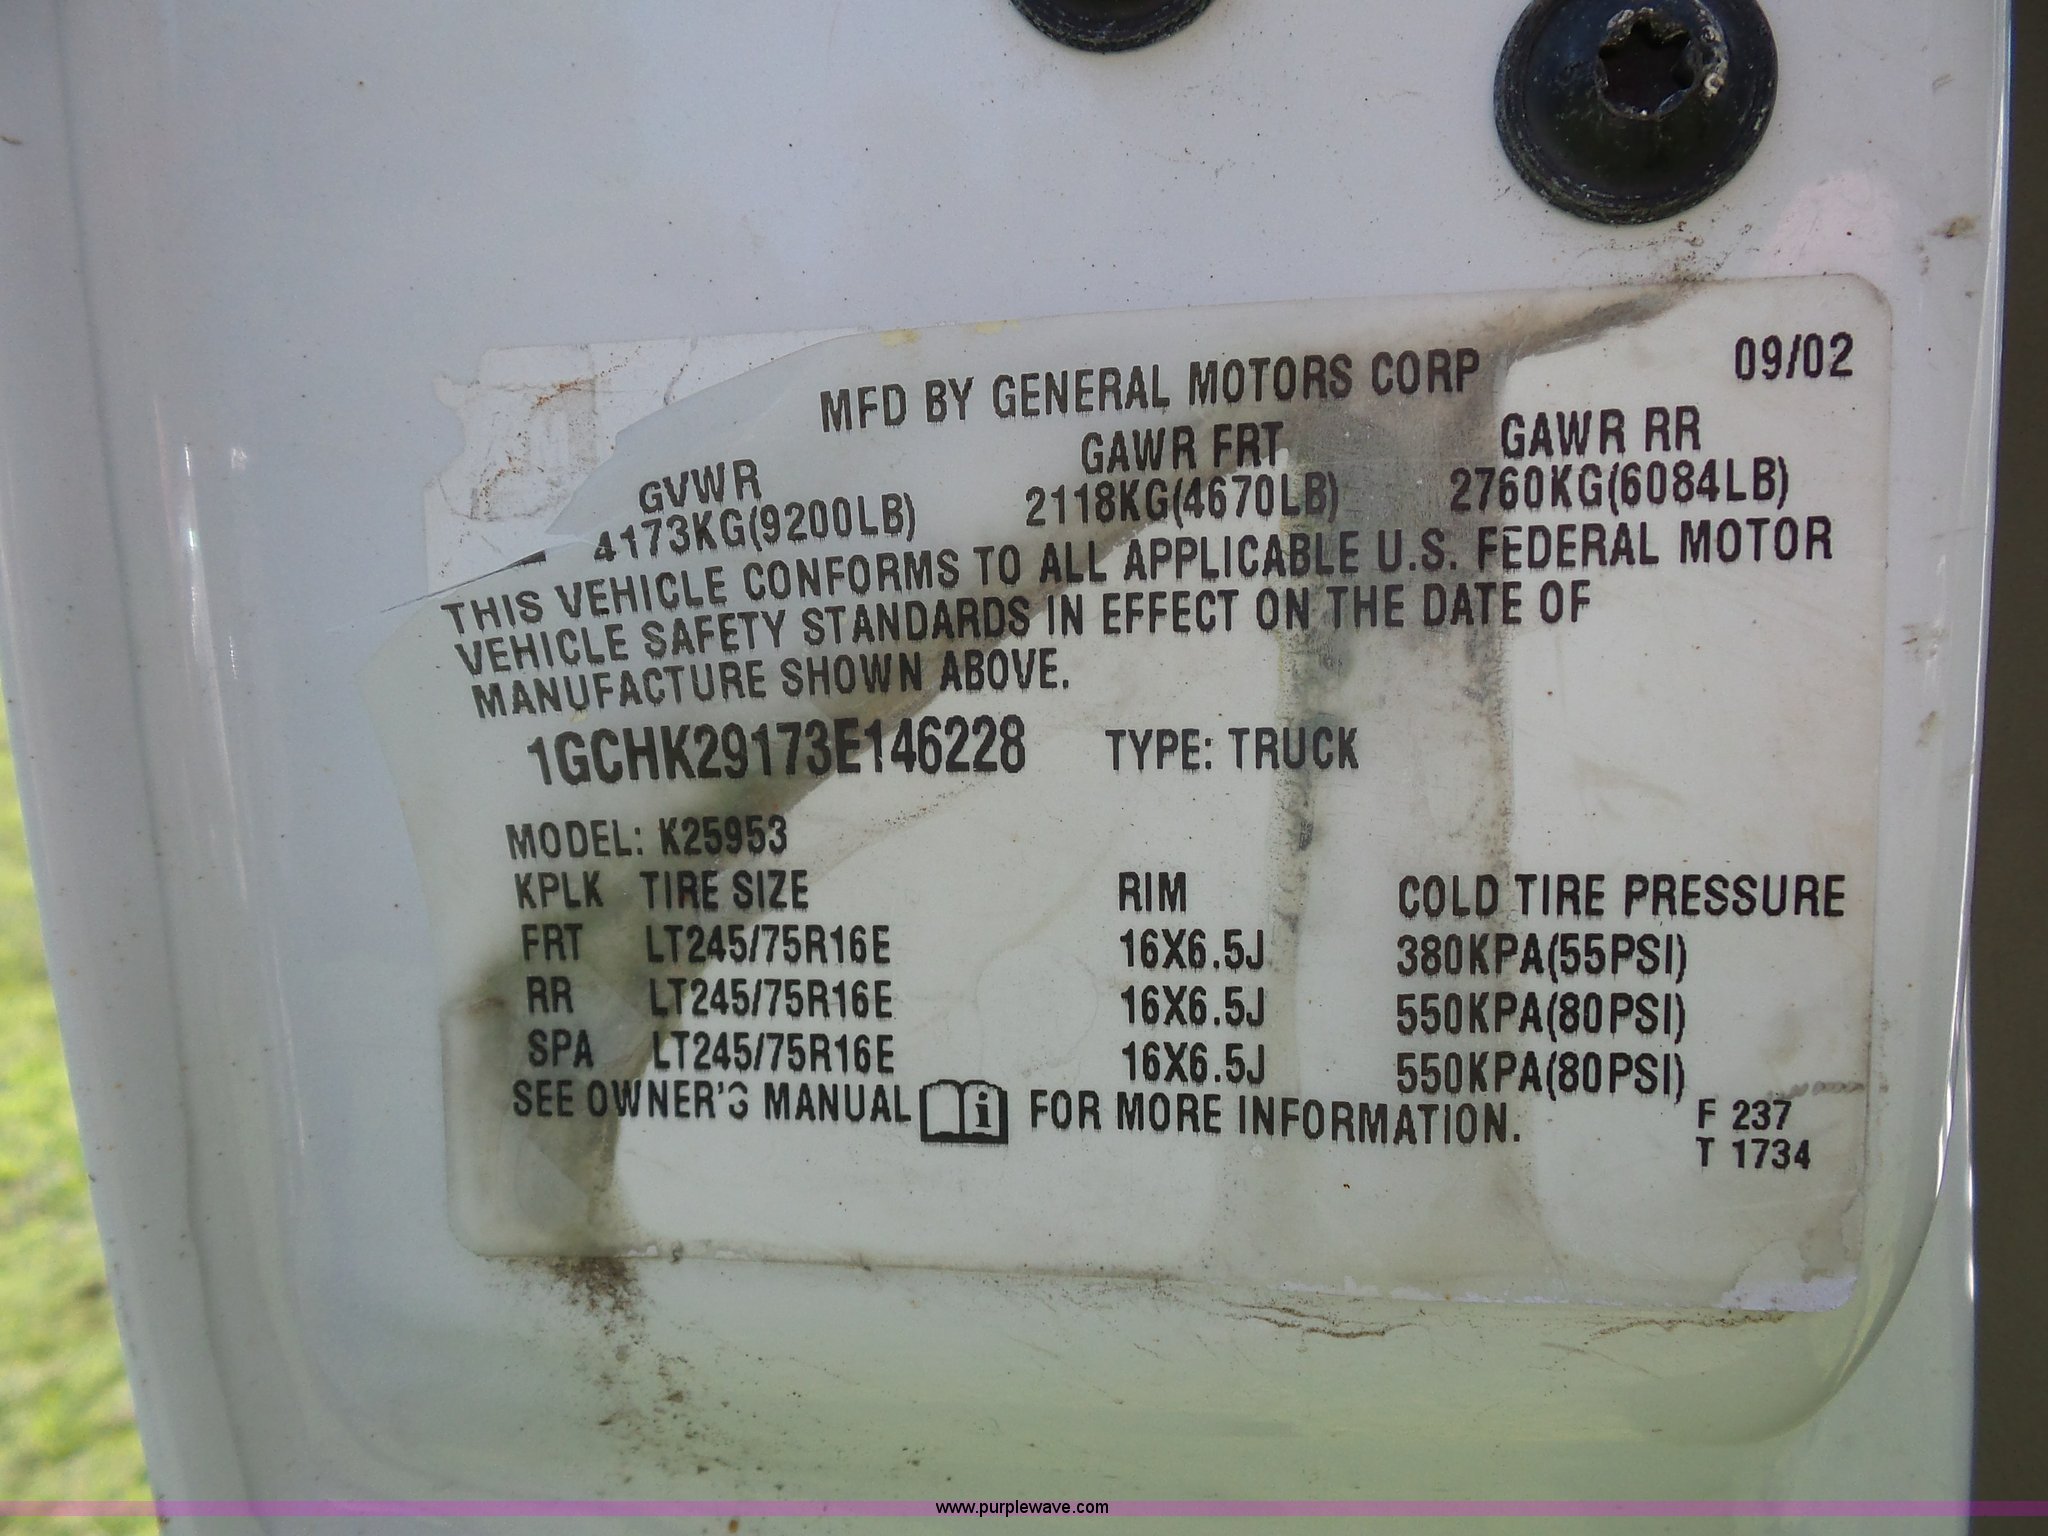 GM
MFD BY GENERAL MOTORS CORP 09/02
GVWR GAWR FRT GAWR RR
4173KG(9200LB) 2118KG(4670LB) 2760KG(6084LB)
THIS VEHICLE CONFORMS TO ALL APPLICABLE U.S. FEDERAL MOTOR
VEHICLE SAFETY STANDARDS IN EFFECT ON THE DATE OF
MANUFACTURE SHOWN ABOVE.
1GCHK29173E146228 TYPE: TRUCK
MODEL: K25953
KPLK TIRE SIZE RIM COLD TIRE PRESSURE
FRT LT245/75R16E 16X6.5J 380KPA(55PSI)
RR LT245/75R16E 16X6.5J 550KPA(80PSI)
SPA LT245/75R16E 16X6.5J 550KPA(80PSI)
SEE OWNER'S MANUAL i FOR MORE INFORMATION.
F 237
T 1734
www.purplewave.com